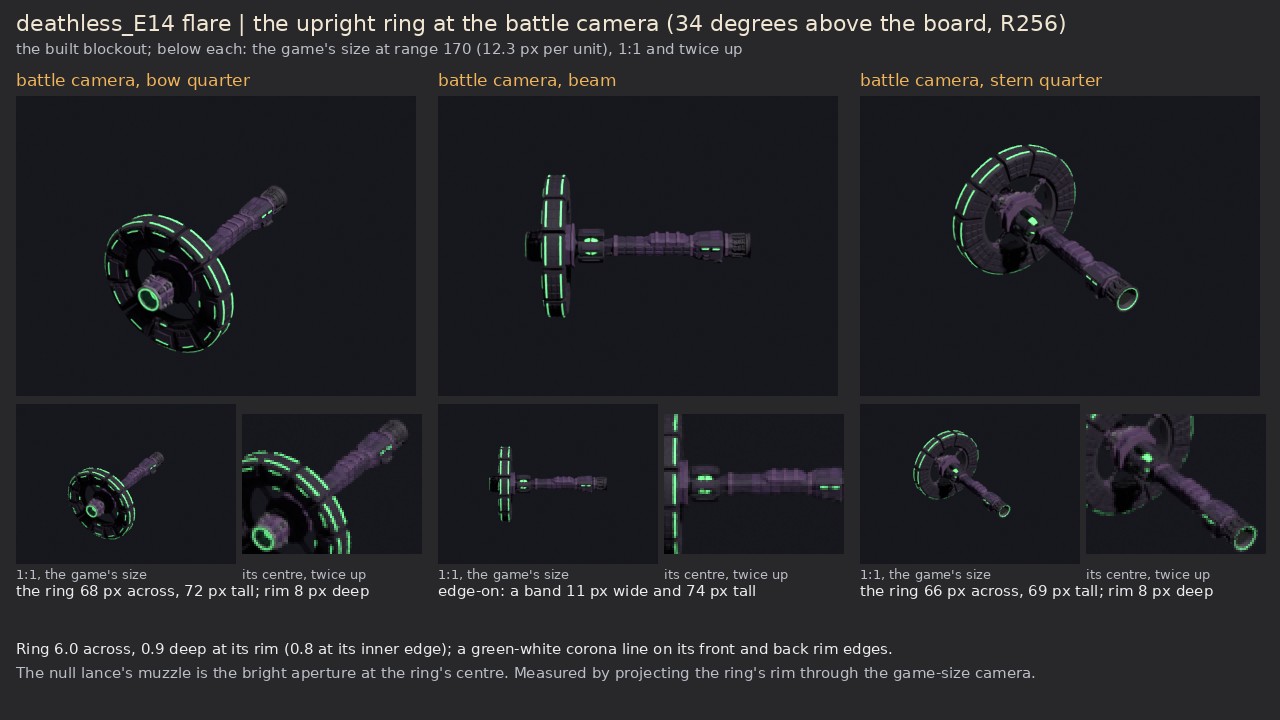 deathless_E14 flare | the upright ring at the battle camera (34 degrees above the board, R256)
the built blockout; below each: the game's size at range 170 (12.3 px per unit), 1:1 and twice up
battle camera, bow quarter
battle camera, beam
battle camera, stern quarter
1:1, the game's size
its centre, twice up
1:1, the game's size
its centre, twice up
1:1, the game's size
its centre, twice up
the ring 68 px across, 72 px tall; rim 8 px deep
edge-on: a band 11 px wide and 74 px tall
the ring 66 px across, 69 px tall; rim 8 px deep
Ring 6.0 across, 0.9 deep at its rim (0.8 at its inner edge); a green-white corona line on its front and back rim edges.
The null lance's muzzle is the bright aperture at the ring's centre. Measured by projecting the ring's rim through the game-size camera.